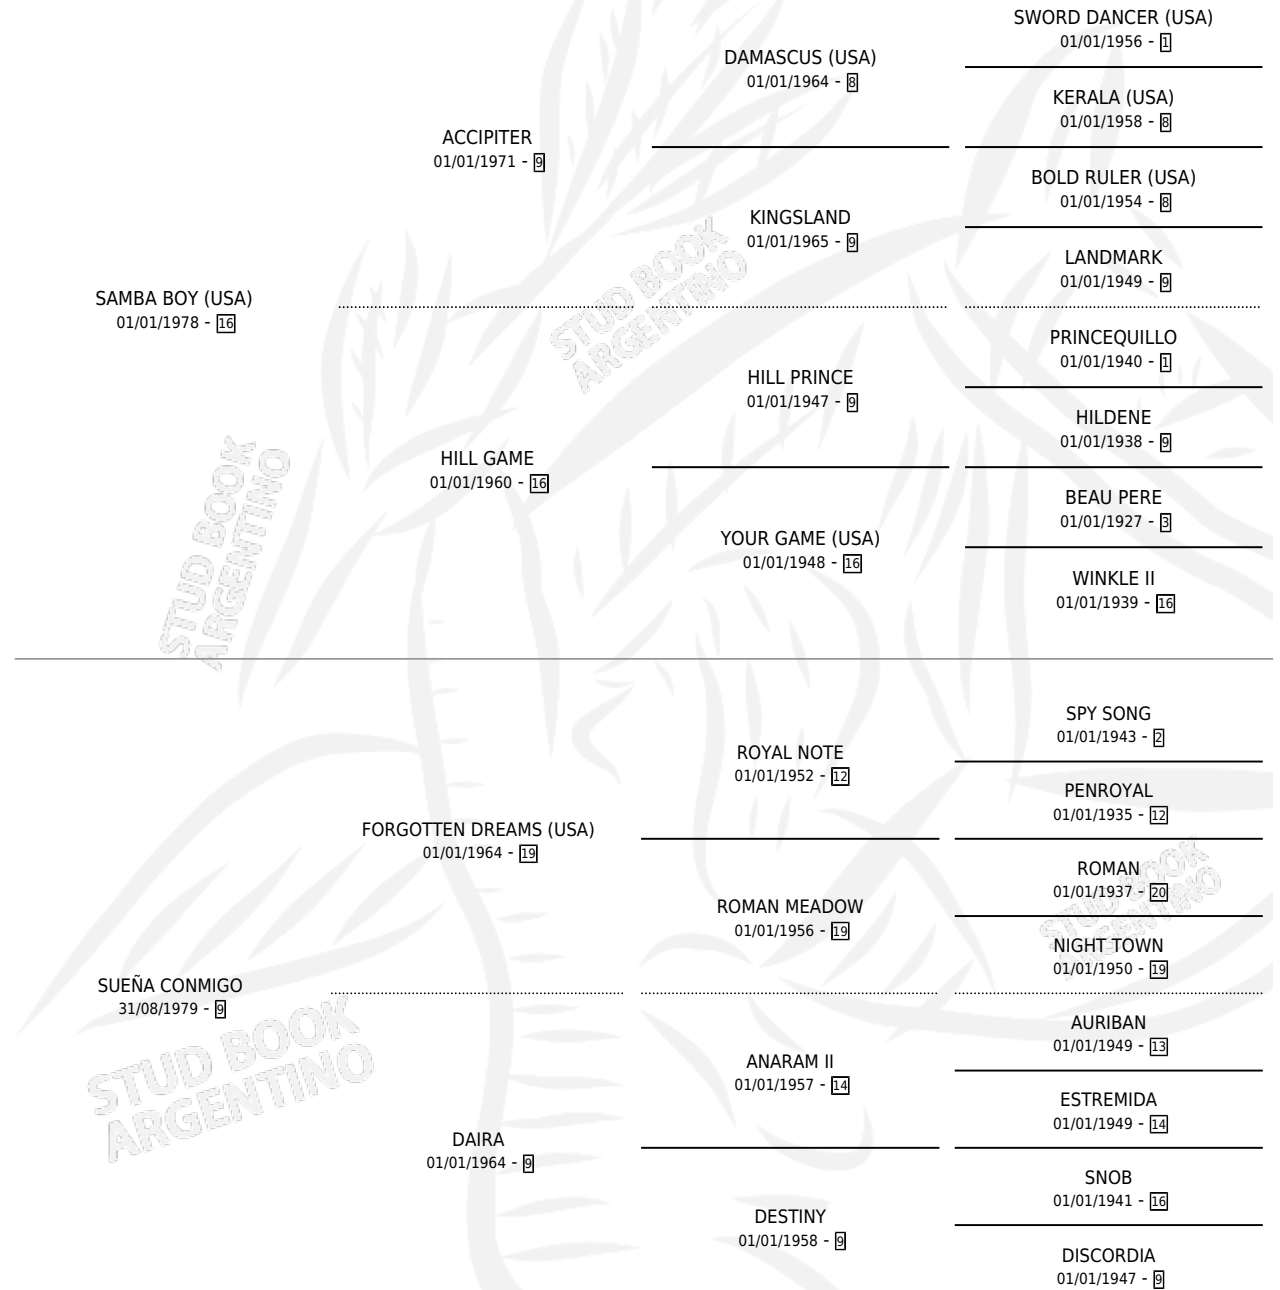 SWORD DANCER (USA)
01/01/1956 - 1
DAMASCUS (USA)
01/01/1964 - 8
KERALA (USA)
01/01/1958 - 8
ACCIPITER
01/01/1971 - 9
BOLD RULER (USA)
01/01/1954 - 8
KINGSLAND
01/01/1965 - 9
LANDMARK
01/01/1949 - 9
SAMBA BOY (USA)
01/01/1978 - 16
PRINCEQUILLO
01/01/1940 - 1
HILL PRINCE
01/01/1947 - 9
HILDENE
01/01/1938 - 9
HILL GAME
01/01/1960 - 16
BEAU PERE
01/01/1927 - 3
YOUR GAME (USA)
01/01/1948 - 16
WINKLE II
01/01/1939 - 16
SPY SONG
01/01/1943 - 2
ROYAL NOTE
01/01/1952 - 12
PENROYAL
01/01/1935 - 12
FORGOTTEN DREAMS (USA)
01/01/1964 - 19
ROMAN
01/01/1937 - 20
ROMAN MEADOW
01/01/1956 - 19
NIGHT TOWN
01/01/1950 - 19
SUEÑA CONMIGO
31/08/1979 - 9
AURIBAN
01/01/1949 - 13
ANARAM II
01/01/1957 - 14
ESTREMIDA
01/01/1949 - 14
DAIRA
01/01/1964 - 9
SNOB
01/01/1941 - 16
DESTINY
01/01/1958 - 9
DISCORDIA
01/01/1947 - 9
STUD BOOK
ARGENTINO
STUD BOOK
ARGENTINO
STUD BOOK
ARGENTINO
STUD BOOK
ARGENTINO